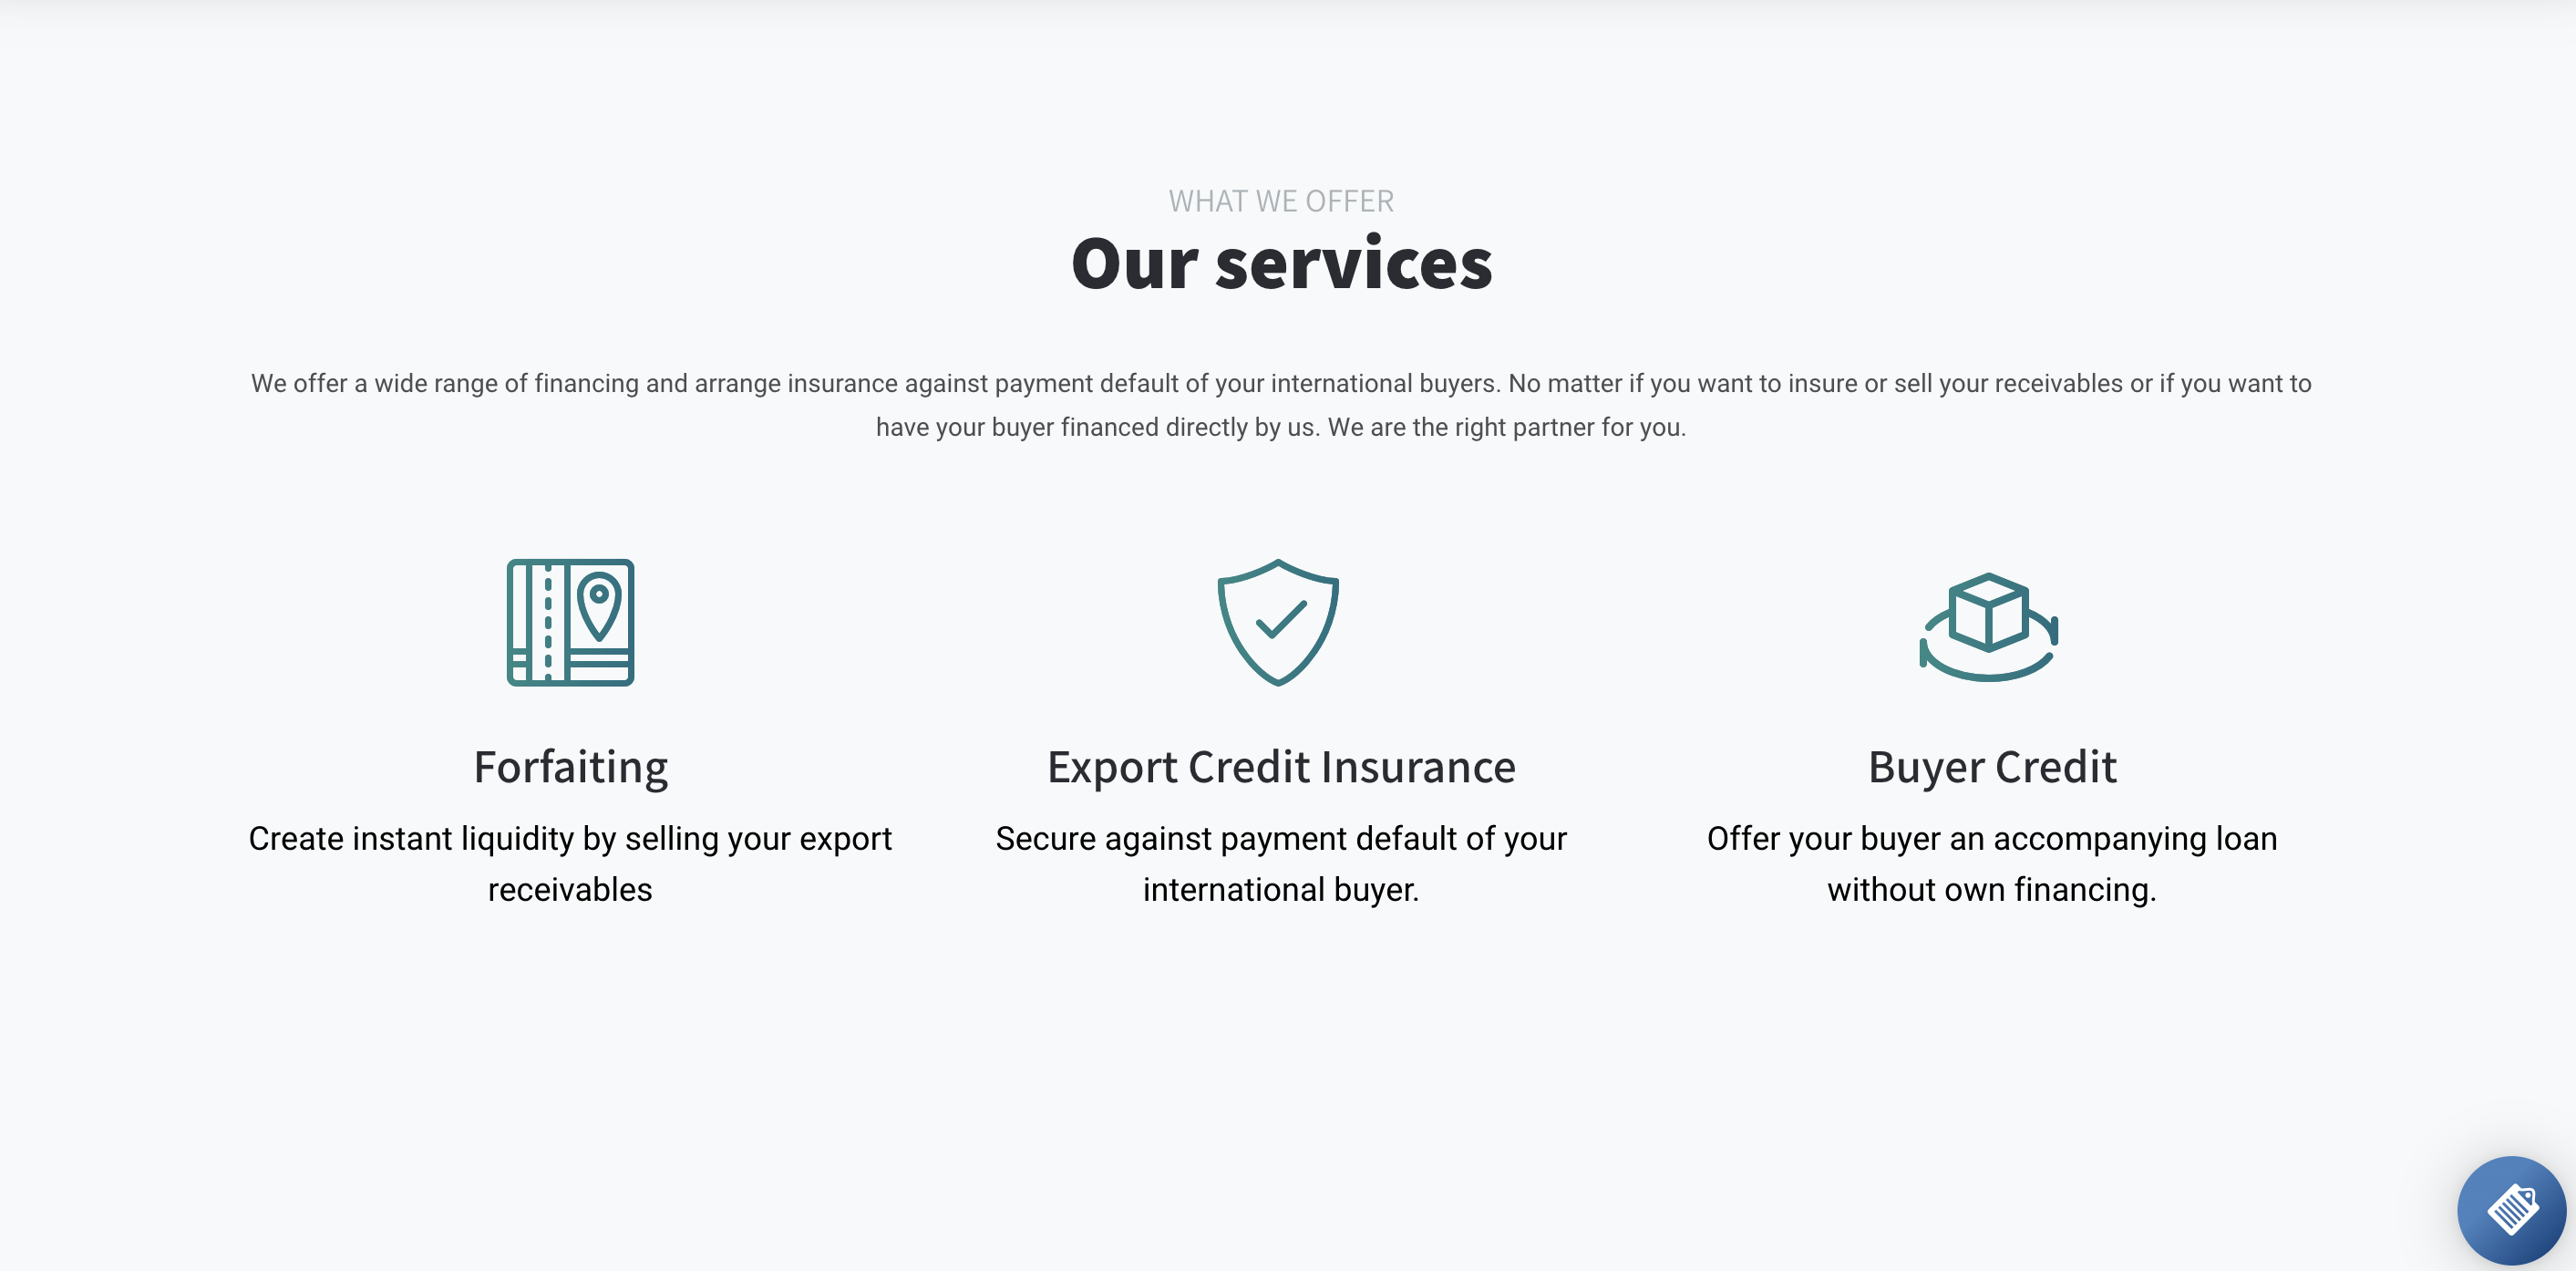 WHAT WE OFFER
Our services
We offer a wide range of financing and arrange insurance against payment default of your international buyers. No matter if you want to insure or sell your receivables or if you want to
have your buyer financed directly by us. We are the right partner for you.
Forfaiting
Create instant liquidity by selling your export
receivables
Export Credit Insurance
Secure against payment default of your
international buyer.
Buyer Credit
Offer your buyer an accompanying loan
without own financing.